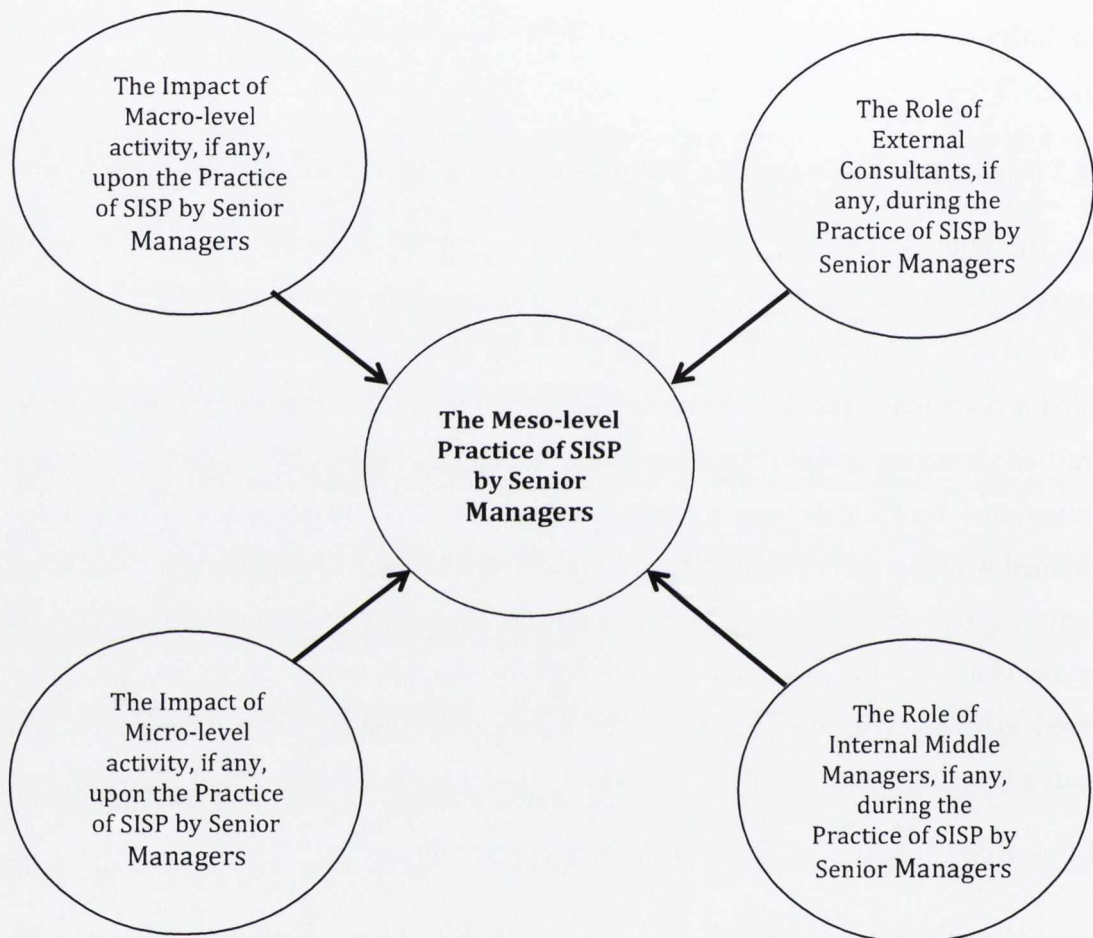 The Impact of
Macro-level
activity, if any,
upon the Practice
of SISP by Senior
Managers
The Role of
External
Consultants, if
any, during the
Practice of SISP by
Senior Managers
The Meso-level
Practice of SISP
by Senior
Managers
The Impact of
Micro-level
activity, if any,
upon the Practice
of SISP by Senior
Managers
The Role of
Internal Middle
Managers, if any,
during the
Practice of SISP by
Senior Managers